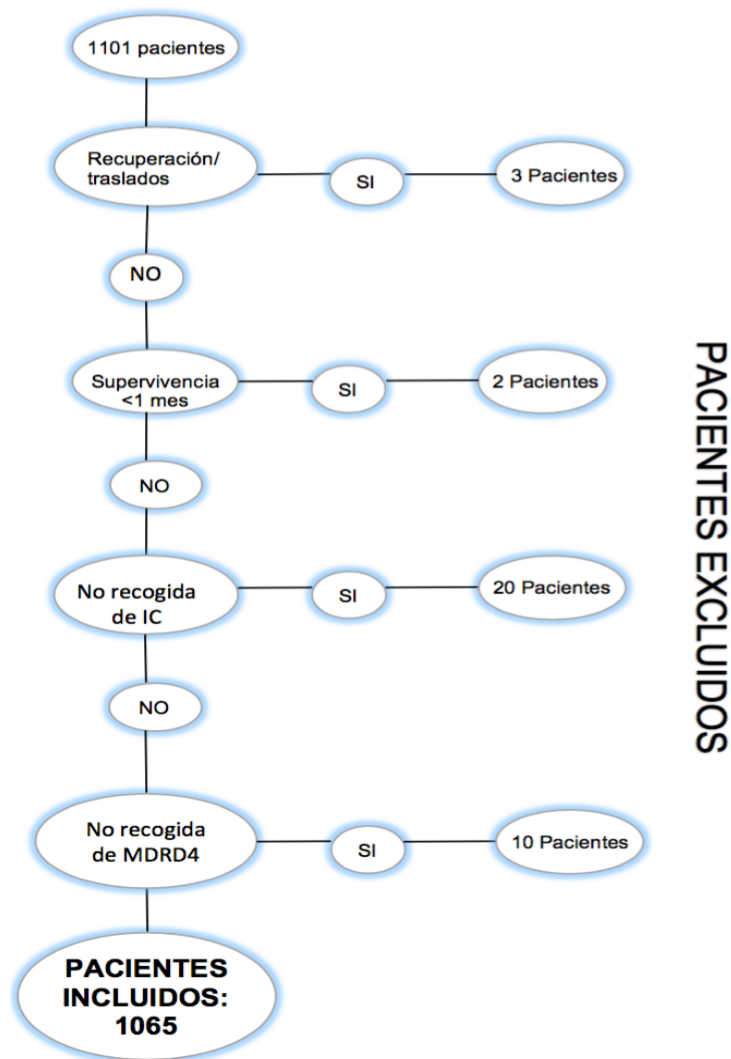 1101 pacientes
Recuperación/
traslados
SI
3 Pacientes
NO
Supervivencia
<1 mes
SI
2 Pacientes
NO
No recogida
de IC
SI
20 Pacientes
NO
No recogida
de MDRD4
SI
10 Pacientes
PACIENTES
INCLUIDOS:
1065
PACIENTES EXCLUIDOS